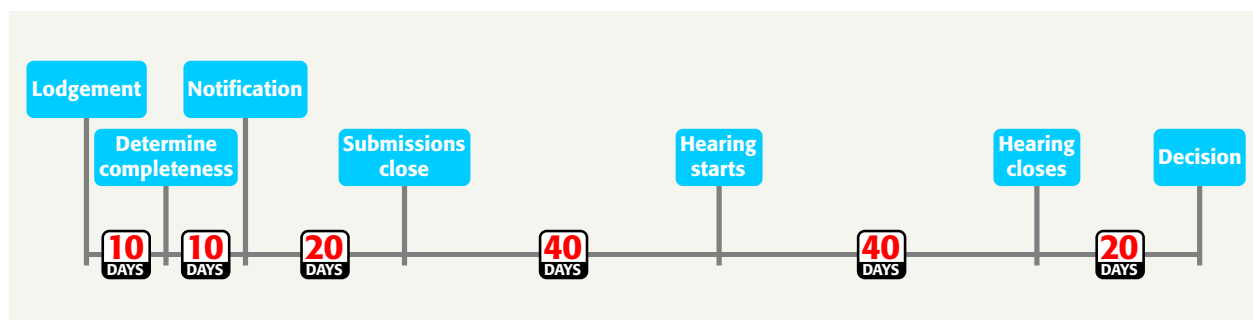 Lodgement
Notification
Determine
completeness
Submissions
close
Hearing
starts
Hearing
closes
Decision
10
DAYS
10
DAYS
20
DAYS
40
DAYS
40
DAYS
20
DAYS